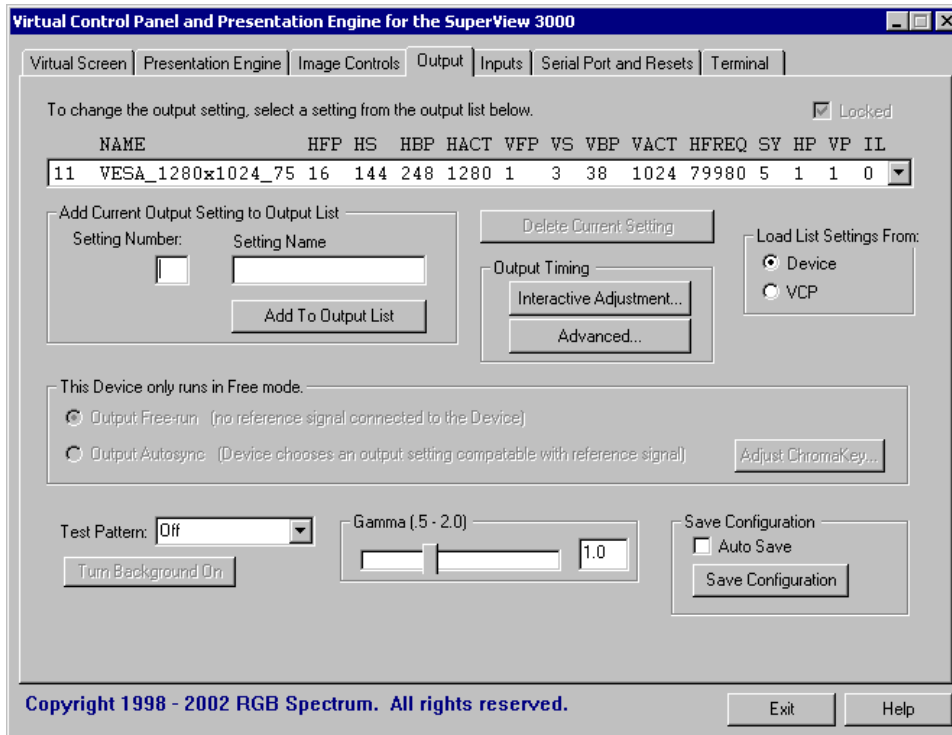 Virtual Control Panel and Presentation Engine for the SuperView 3000
Virtual Screen Presentation Engine Image Controls Output Inputs Serial Port and Resets Terminal
To change the output setting, select a setting from the output list below.
Locked
NAME HFP HS HBP HACT VFP VS VBP VACT HFREQ SY HP VP IL
11 VESA_1280x1024_75 16 144 248 1280 1 3 38 1024 79980 5 1 1 0
Add Current Output Setting to Output List
Setting Number: Setting Name
Add To Output List
Delete Current Setting
Output Timing
Interactive Adjustment...
Advanced...
Load List Settings From:
Device
VCP
This Device only runs in Free mode.
Output Free-run (no reference signal connected to the Device)
Output Autosync (Device chooses an output setting compatable with reference signal)
Adjust ChromaKey...
Test Pattern: Off
Turn Background On
Gamma (.5 - 2.0)
1.0
Save Configuration
Auto Save
Save Configuration
Copyright 1998 - 2002 RGB Spectrum. All rights reserved.
Exit Help